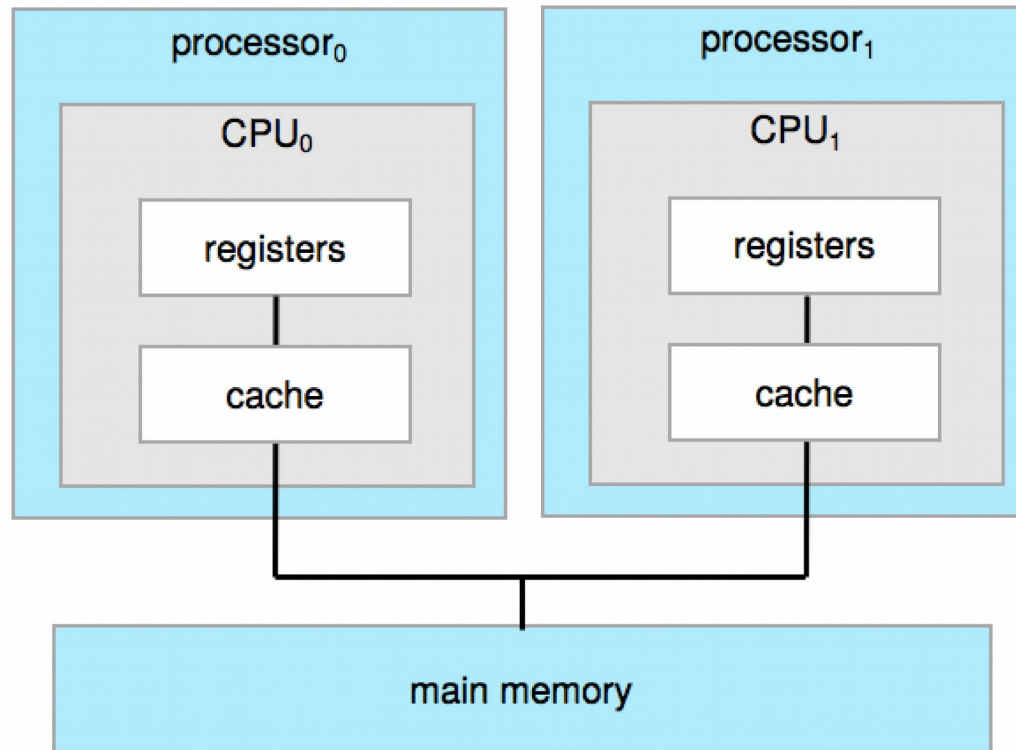 processor₀
CPU₀
registers
cache
processor₁
CPU₁
registers
cache
main memory